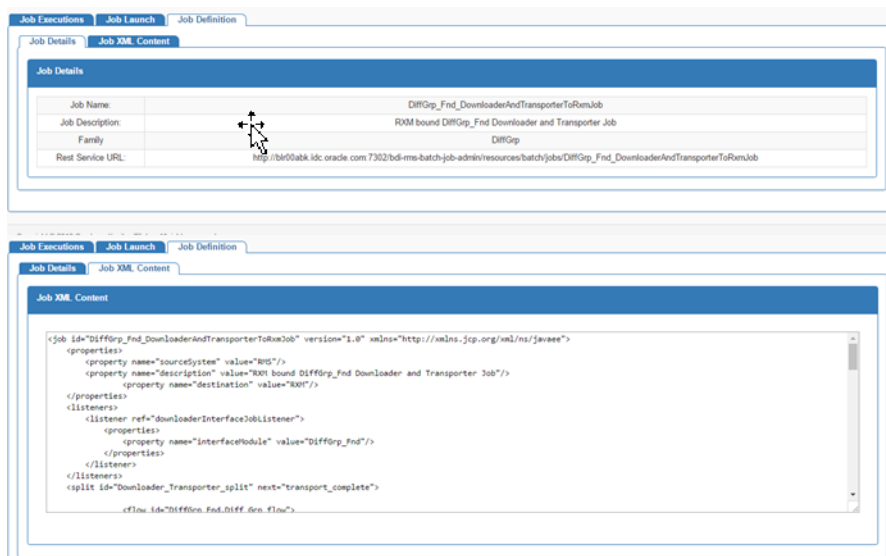 Job Executions Job Launch Job Definition
Job Details Job XML Content
Job Details
Job Name: DiffGrp_Fnd_DownloaderAndTransporterToRxmJob
Job Description: RXM bound DiffGrp_Fnd Downloader and Transporter Job
Family DiffGrp
Rest Service URL: http://blr00abk.idc.oracle.com:7302/bdi-rms-batch-job-admin/resources/batch/jobs/DiffGrp_Fnd_DownloaderAndTransporterToRxmJob
Job Executions Job Launch Job Definition
Job Details Job XML Content
Job XML Content
<job id="DiffGrp_Fnd_DownloaderAndTransporterToRxmJob" version="1.0" xmlns="http://xmlns.jcp.org/xml/ns/javaee">
<properties>
<property name="sourceSystem" value="RMS"/>
<property name="description" value="RXM bound DiffGrp_Fnd Downloader and Transporter Job"/>
<property name="destination" value="RXM"/>
</properties>
<listeners>
<listener ref="downloaderInterfaceJobListener">
<properties>
<property name="interfaceModule" value="DiffGrp_Fnd"/>
</properties>
</listener>
</listeners>
<split id="Downloader_Transporter_split" next="transport_complete">
<flow id="DiffGrp_Fnd.Diff_Grp_flow">